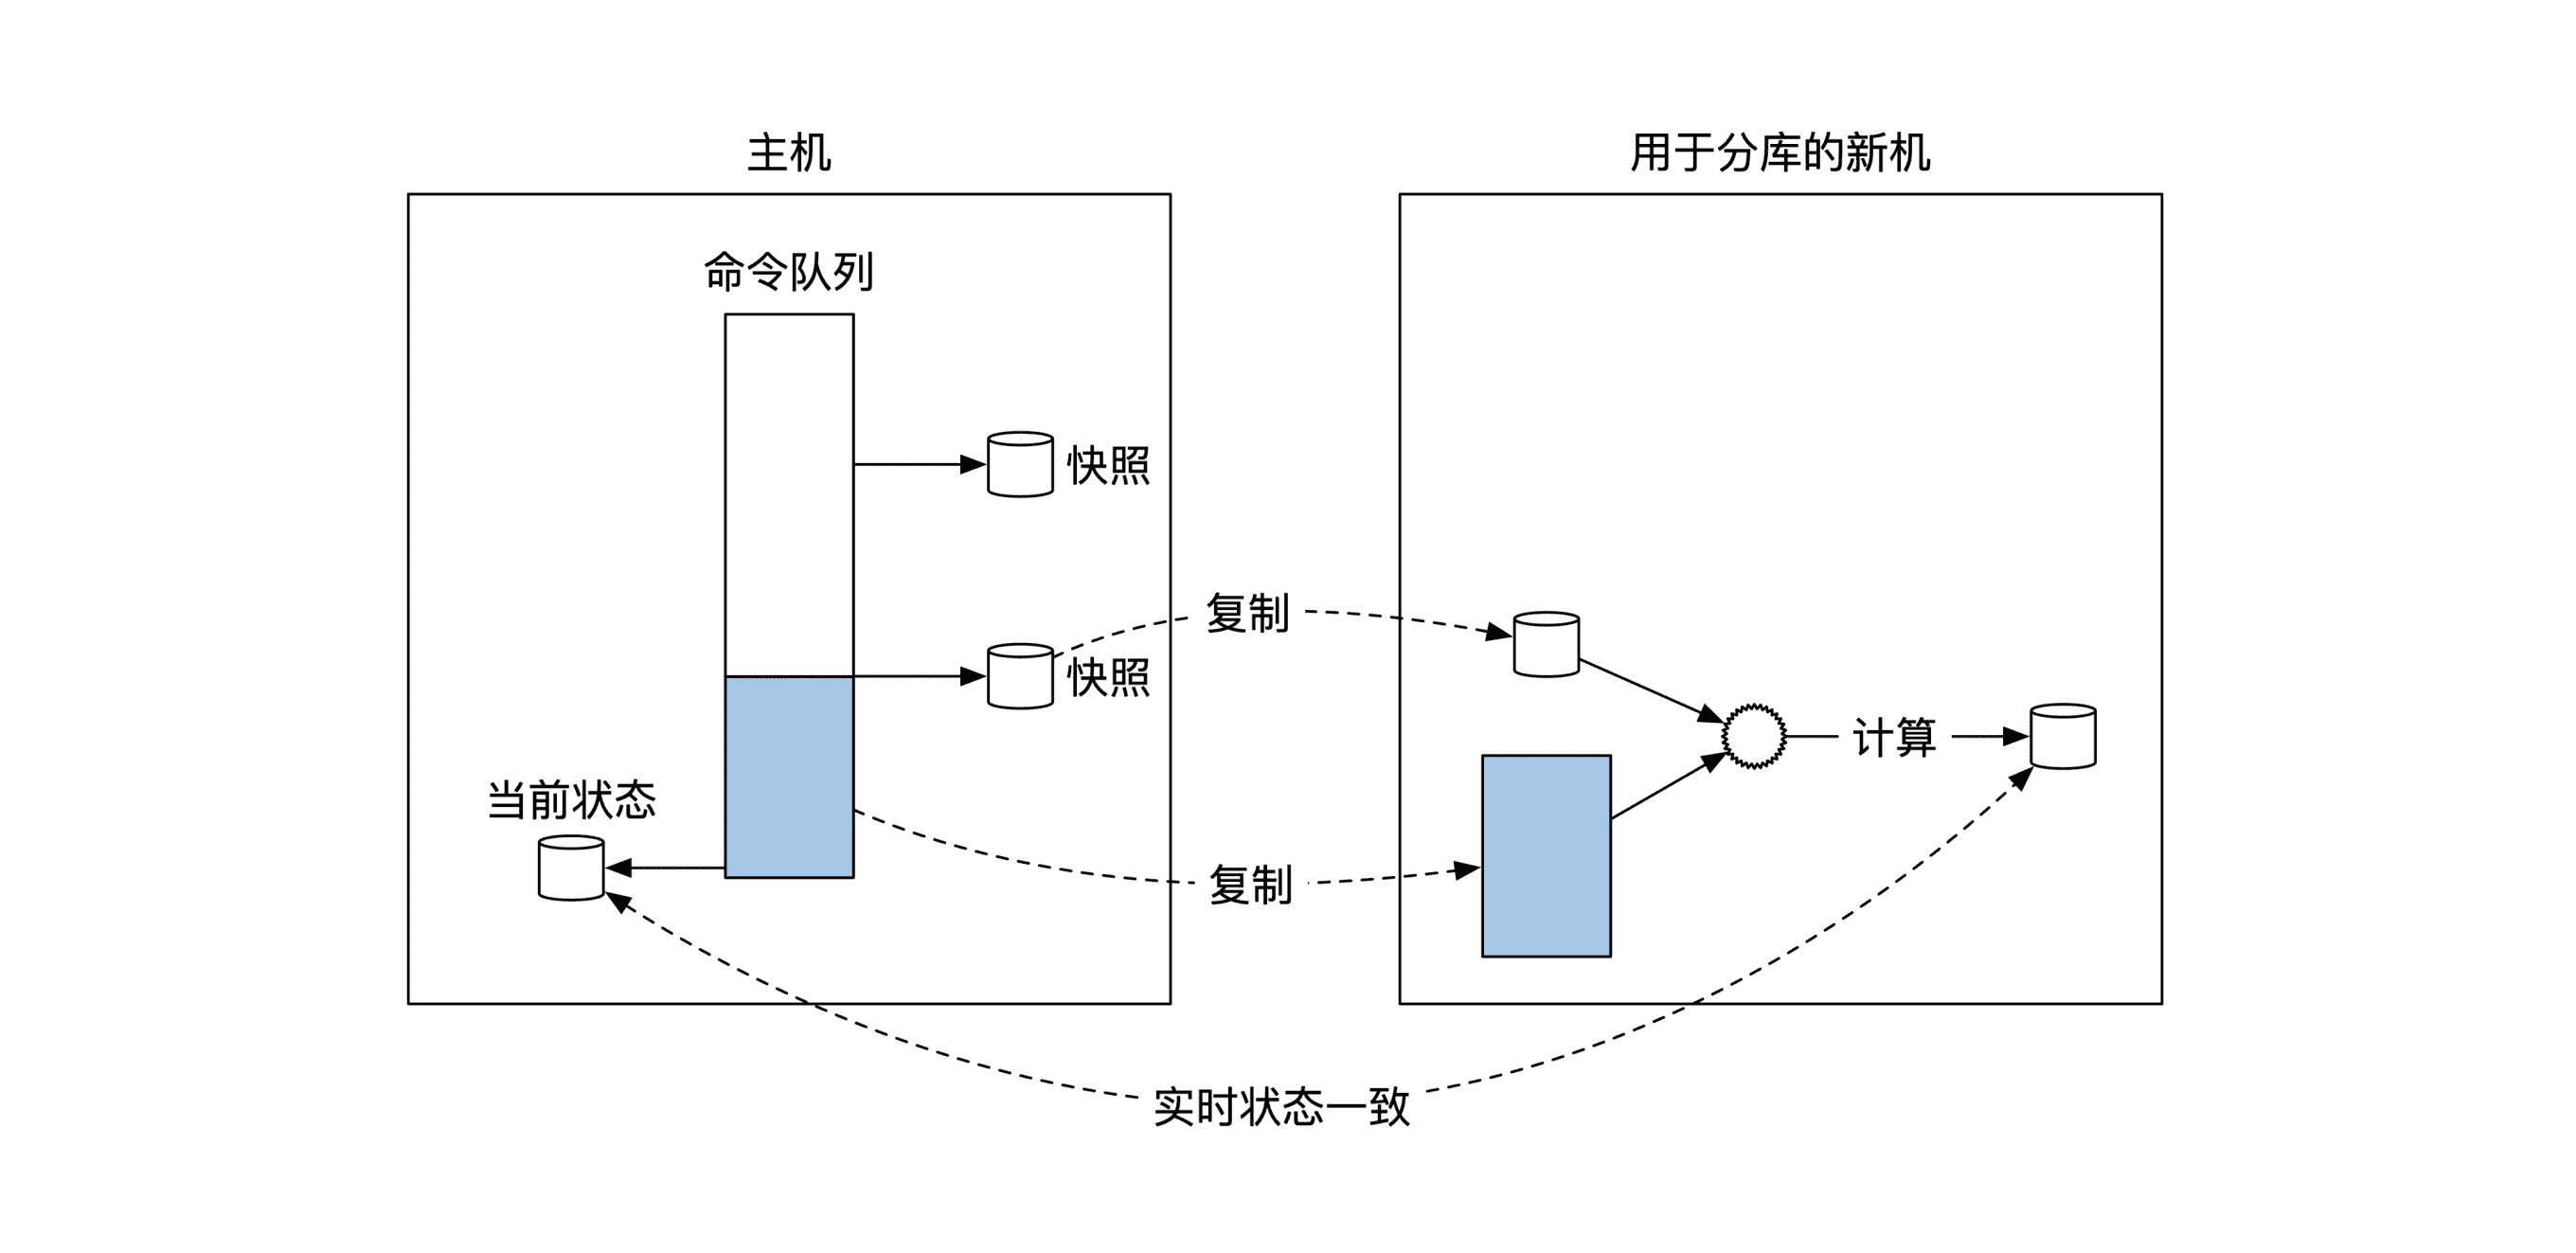 主机
用于分库的新机
命令队列
快照
复制
快照
计算
当前状态
复制
实时状态一致